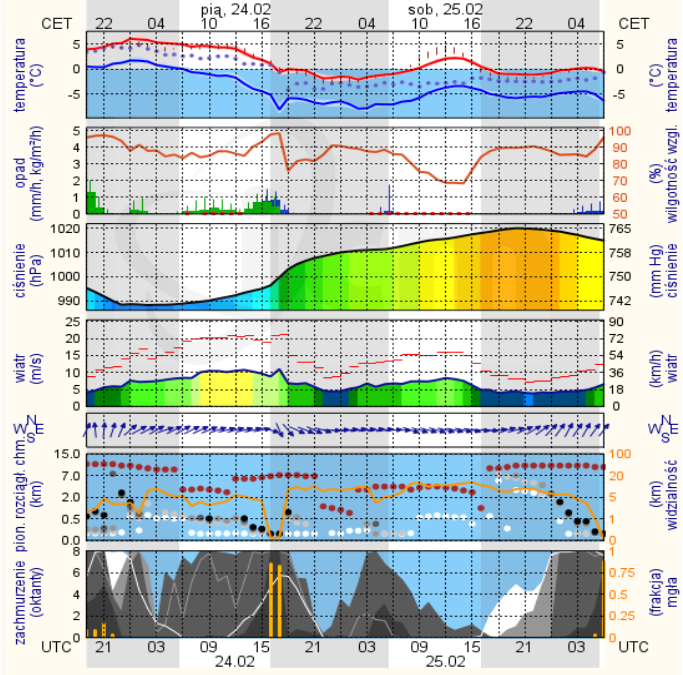 pią, 24.02 sob, 25.02
CET 22 04 10 16 22 04 10 16 22 04 CET
temperatura (°C) 5 0 -5 5 0 -5 temperatura (°C)
opad (mm/h, kg/m²/h) 5 4 3 2 1 0 100 90 80 70 60 50 (%) wilgotność wzgl.
ciśnienie (hPa) 1020 1010 1000 990 765 758 750 742 (mm Hg) ciśnienie
wiatr (m/s) 25 20 15 10 5 0 90 72 54 36 18 0 (km/h) wiatr
N W E S N W E S
pion. rozciągł. chm. (km) 15.0 7.0 2.0 0.5 0.0 100 20 5 1 0 (km) widzialność
zachmurzenie (oktanty) 8 6 4 2 0 1 0.75 0.5 0.25 0 (frakcja) mgła
UTC 21 03 09 15 21 03 09 15 21 03 UTC
24.02 25.02